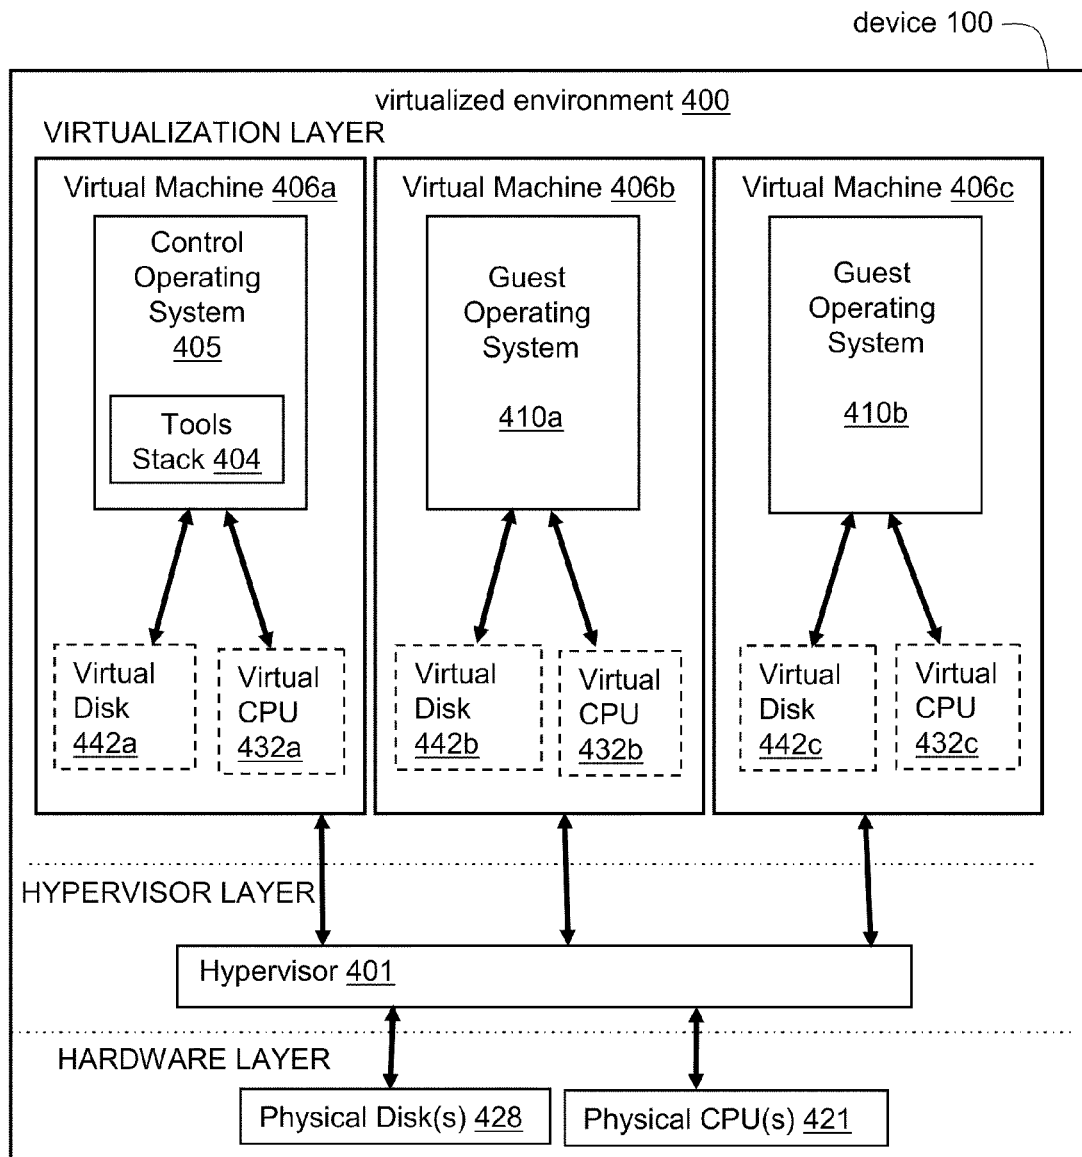 device 100
virtualized environment 400
VIRTUALIZATION LAYER
Virtual Machine 406a
Control
Operating
System
405
Tools
Stack 404
Virtual
Disk
442a
Virtual
CPU
432a
Virtual Machine 406b
Guest
Operating
System
410a
Virtual
Disk
442b
Virtual
CPU
432b
Virtual Machine 406c
Guest
Operating
System
410b
Virtual
Disk
442c
Virtual
CPU
432c
HYPERVISOR LAYER
Hypervisor 401
HARDWARE LAYER
Physical Disk(s) 428
Physical CPU(s) 421